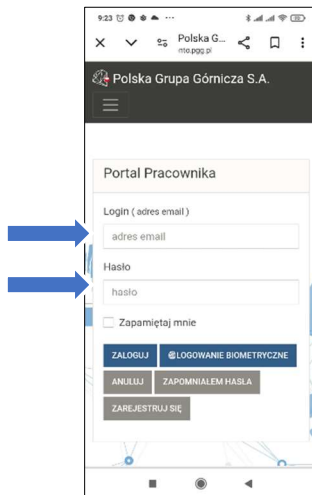 9:23
Polska G...
nto.pgg.pl
Polska Grupa Górnicza S.A.
Portal Pracownika
Login ( adres email )
adres email
Hasło
hasło
Zapamiętaj mnie
ZALOGUJ
LOGOWANIE BIOMETRYCZNE
ANULUJ
ZAPOMNIAŁEM HASŁA
ZAREJESTRUJ SIĘ